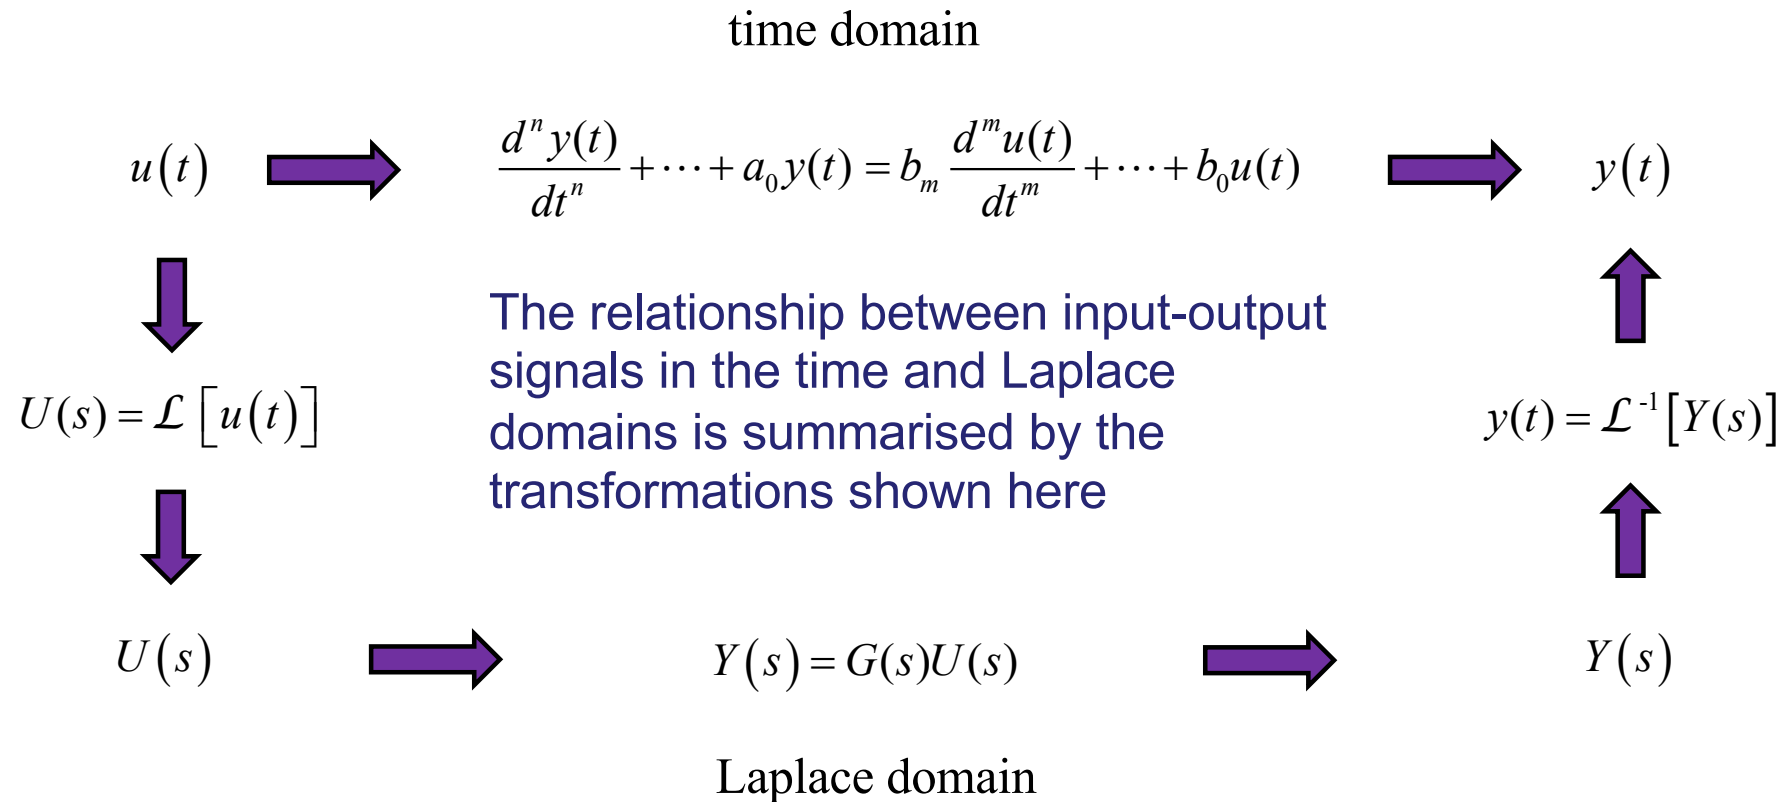 time domain
u(t) d^n y(t)/dt^n + ⋯ + a_0 y(t) = b_m d^m u(t)/dt^m + ⋯ + b_0 u(t) y(t)
The relationship between input-output
signals in the time and Laplace
domains is summarised by the
transformations shown here
U(s) = ℒ [u(t)]
y(t) = ℒ^-1 [Y(s)]
U(s) Y(s) = G(s)U(s) Y(s)
Laplace domain